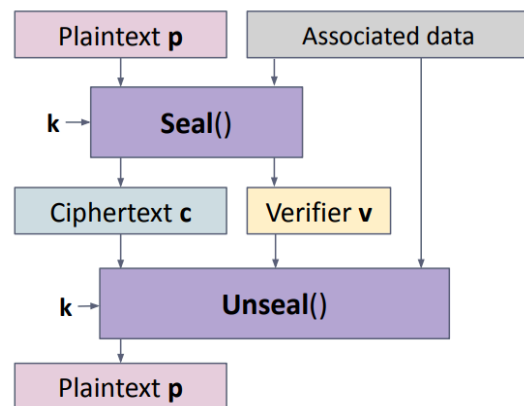 Plaintext p
Associated data
k
Seal()
Ciphertext c
Verifier v
k
Unseal()
Plaintext p